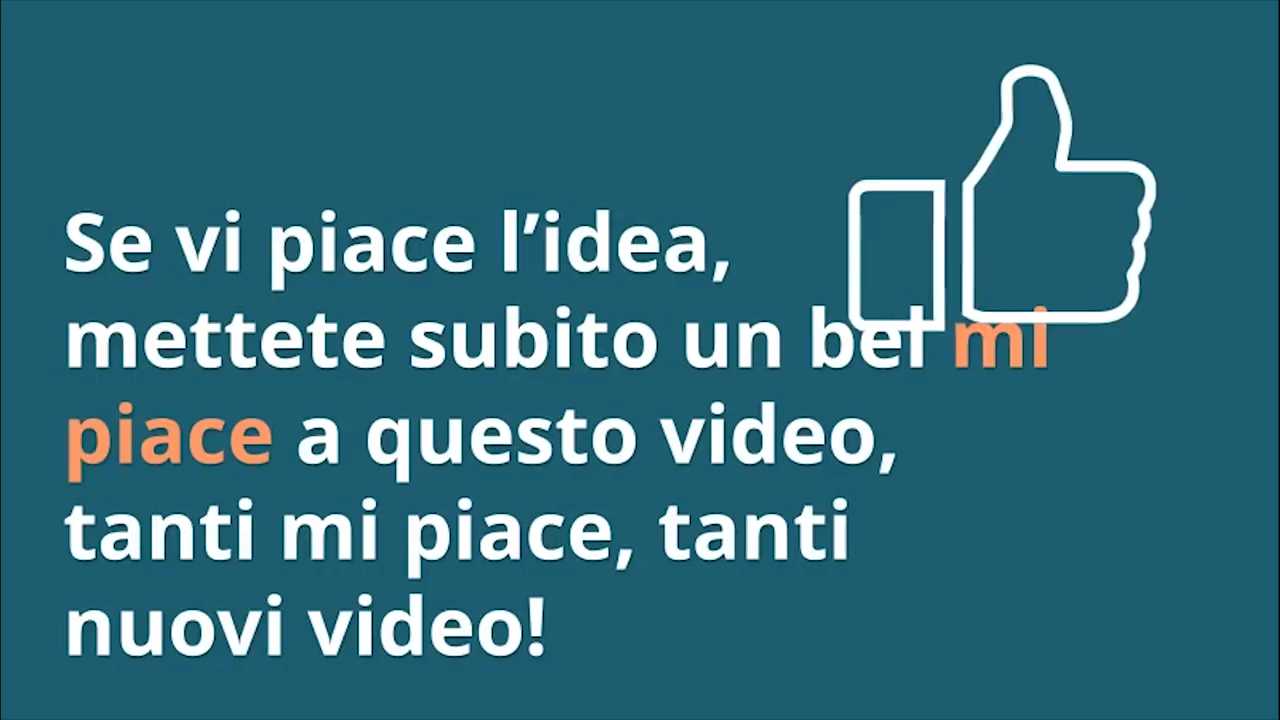 Se vi piace l’idea,
mettete subito un bel mi
piace a questo video,
tanti mi piace, tanti
nuovi video!